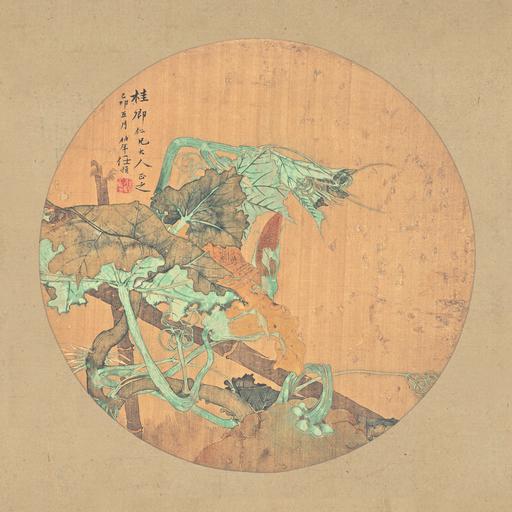 桂卿仁兄大人正之
己卯五月伯年任頤